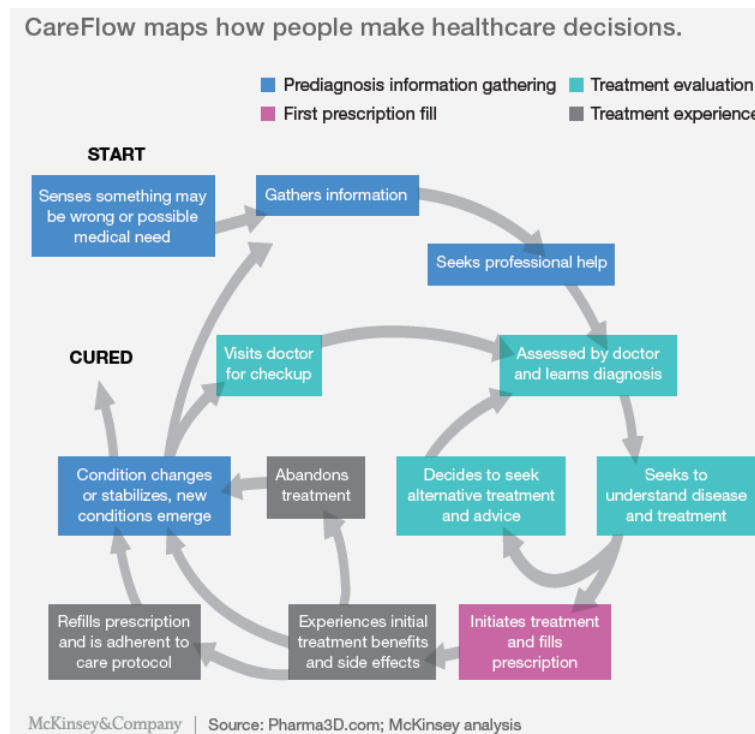 CareFlow maps how people make healthcare decisions.
Prediagnosis information gathering
Treatment evaluation
First prescription fill
Treatment experience
START
Senses something may
be wrong or possible
medical need
Gathers information
Seeks professional help
CURED
Visits doctor
for checkup
Assessed by doctor
and learns diagnosis
Condition changes
or stabilizes, new
conditions emerge
Abandons
treatment
Decides to seek
alternative treatment
and advice
Seeks to
understand disease
and treatment
Refills prescription
and is adherent to
care protocol
Experiences initial
treatment benefits
and side effects
Initiates treatment
and fills
prescription
McKinsey&Company | Source: Pharma3D.com; McKinsey analysis